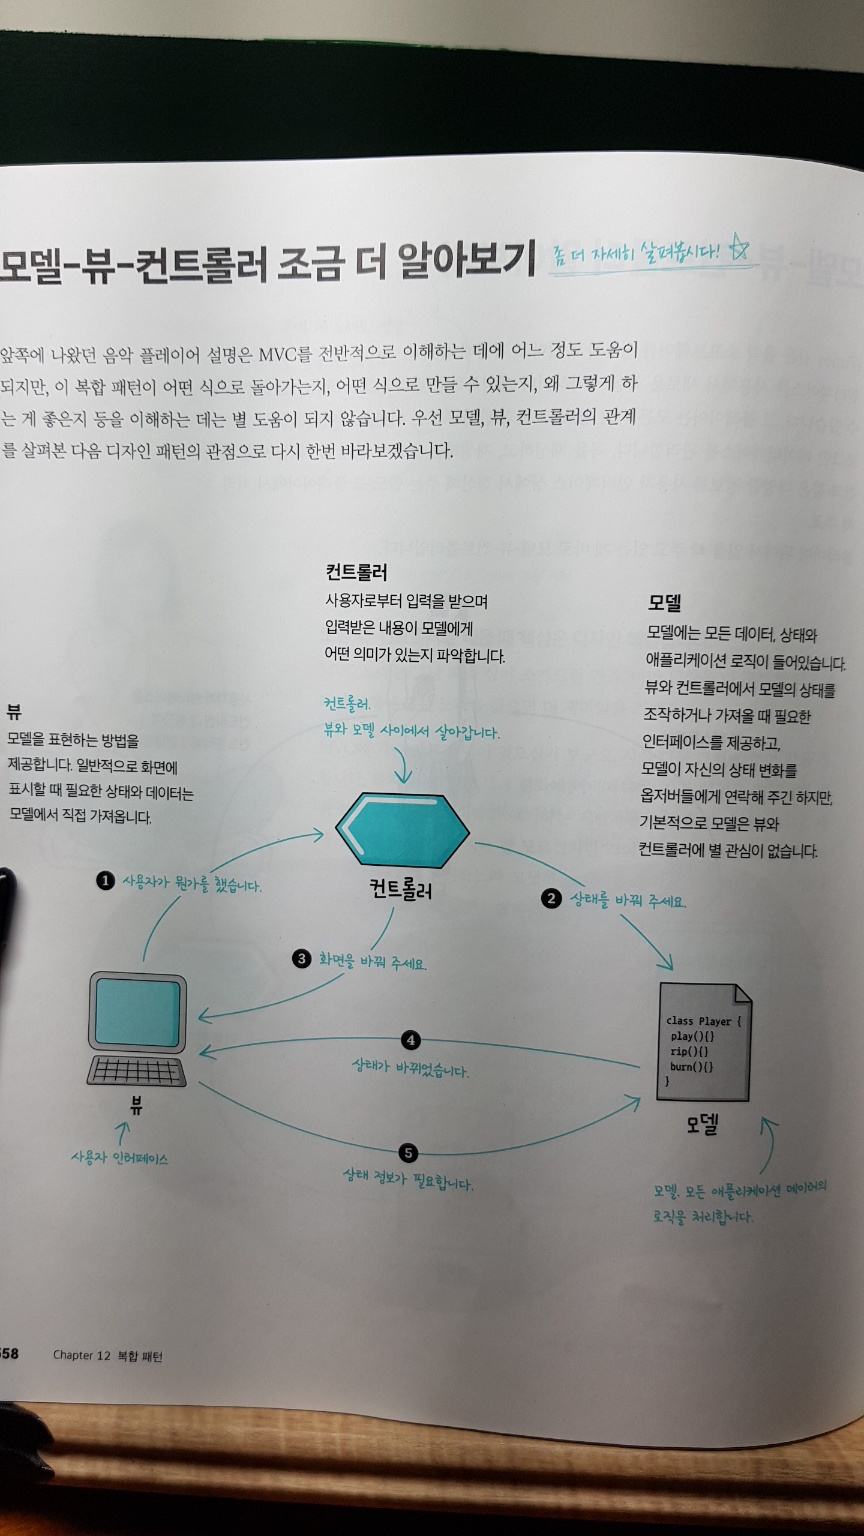 모델-뷰-컨트롤러 조금 더 알아보기 좀 더 자세히 살펴봅시다!
앞쪽에 나왔던 음악 플레이어 설명은 MVC를 전반적으로 이해하는 데에 어느 정도 도움이
되지만, 이 복합 패턴이 어떤 식으로 돌아가는지, 어떤 식으로 만들 수 있는지, 왜 그렇게 하
는 게 좋은지 등을 이해하는 데는 별 도움이 되지 않습니다. 우선 모델, 뷰, 컨트롤러의 관계
를 살펴본 다음 디자인 패턴의 관점으로 다시 한번 바라보겠습니다.
컨트롤러
사용자로부터 입력을 받으며
입력받은 내용이 모델에게
어떤 의미가 있는지 파악합니다.
모델
모델에는 모든 데이터, 상태와
애플리케이션 로직이 들어있습니다.
뷰와 컨트롤러에서 모델의 상태를
조작하거나 가져올 때 필요한
인터페이스를 제공하고,
모델이 자신의 상태 변화를
옵저버들에게 연락해 주긴 하지만,
기본적으로 모델은 뷰와
컨트롤러에 별 관심이 없습니다.
뷰
모델을 표현하는 방법을
제공합니다. 일반적으로 화면에
표시할 때 필요한 상태와 데이터는
모델에서 직접 가져옵니다.
컨트롤러.
뷰와 모델 사이에서 살아갑니다.
컨트롤러
1 사용자가 뭔가를 했습니다.
2 상태를 바꿔 주세요.
3 화면을 바꿔 주세요.
4
상태가 바뀌었습니다.
5
상태 정보가 필요합니다.
뷰
사용자 인터페이스
class Player {
play(){}
rip(){}
burn(){}
}
모델
모델. 모든 애플리케이션 데이터의
로직을 처리합니다.
558 Chapter 12 복합 패턴